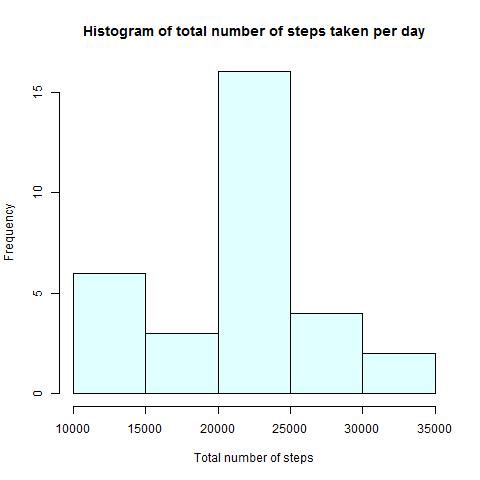 Histogram of total number of steps taken per day
Frequency
15
10
5
0
10000 15000 20000 25000 30000 35000
Total number of steps